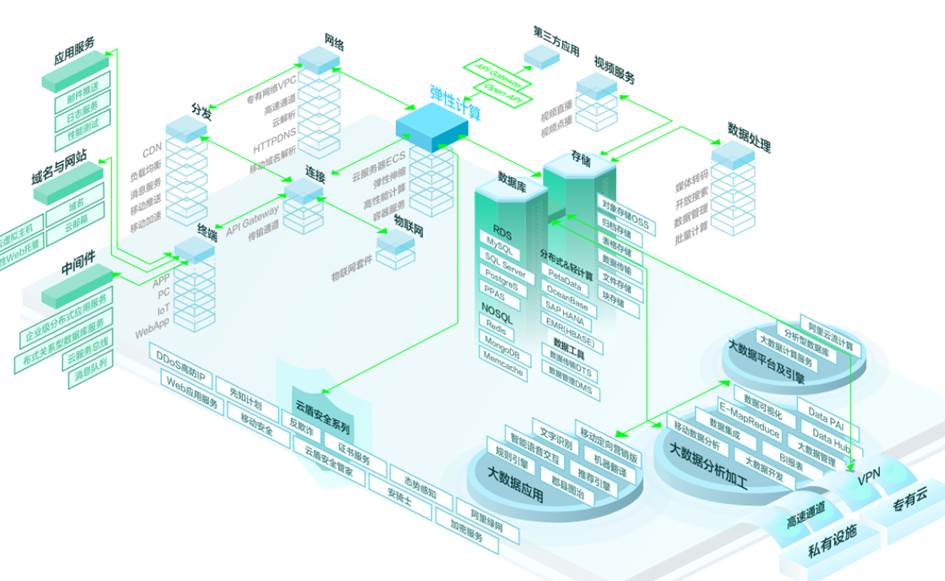 应用服务
邮件推送
日志服务
性能测试
域名与网站
域名
云虚拟主机
云邮箱
性Web托管
中间件
企业级分布式应用服务
布式关系型数据库服务
云服务总线
消息队列
分发
CDN
负载均衡
消息服务
移动推送
移动加速
终端
APP
PC
IoT
WebApp
网络
专有网络VPC
高速通道
云解析
HTTPDNS
移动域名解析
连接
API Gateway
传输通道
物联网
物联网套件
弹性计算
云服务器ECS
弹性伸缩
高性能计算
容器服务
API Gateway
Open API
第三方应用
视频服务
视频直播
视频点播
数据处理
媒体转码
开放搜索
数据管理
批量计算
数据库
RDS
MySQL
SQL Server
PostgreS
PPAS
NOSQL
Redis
MongoDB
Memcache
存储
对象存储OSS
归档存储
表格存储
数据传输
文件存储
块存储
分布式&轻计算
PetaData
OceanBase
SAP HANA
EMR(HBASE)
数据工具
数据传输DTS
数据管理DMS
云盾安全系列
DDoS高防IP
先知计划
Web应用服务
反欺诈
移动安全
证书服务
云盾安全管家
态势感知
安骑士
阿里绿网
加密服务
大数据应用
移动定向营销版
文字识别
机器翻译
智能语音交互
推荐引擎
规则引擎
大数据分析加工
数据可视化
Data PAI
E-MapReduce
Data Hub
数据集成
大数据管理
移动数据分析
BI报表
大数据开发
大数据平台及引擎
阿里云流计算
分析型数据库
大数据计算服务
VPN
专有云
高速通道
私有设施